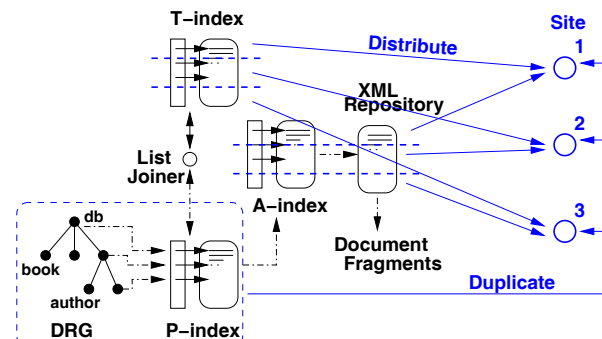 T-index
Site
Distribute
1
XML
Repository
2
List
Joiner
A-index
3
db
Document
Fragments
book
author
Duplicate
DRG
P-index